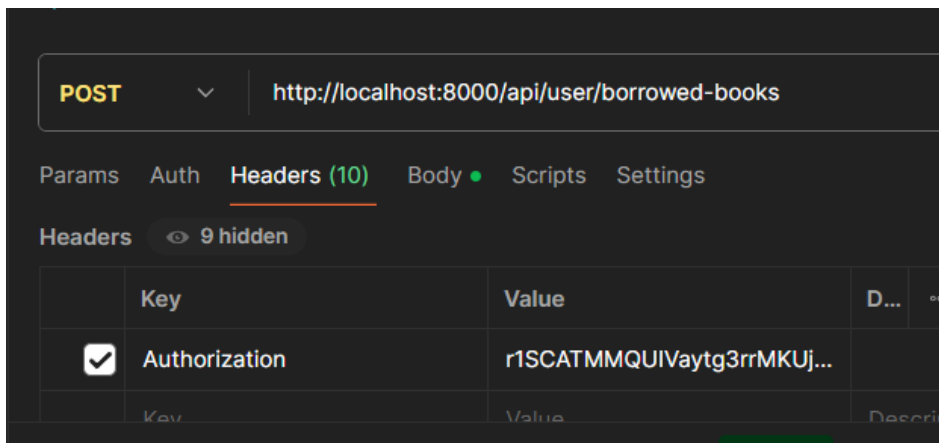 POST http://localhost:8000/api/user/borrowed-books
Params Auth Headers (10) Body Scripts Settings
Headers 9 hidden
Key Value D...
Authorization r1SCATMMQUIVaytg3rrMKUj...
Key Value Descri